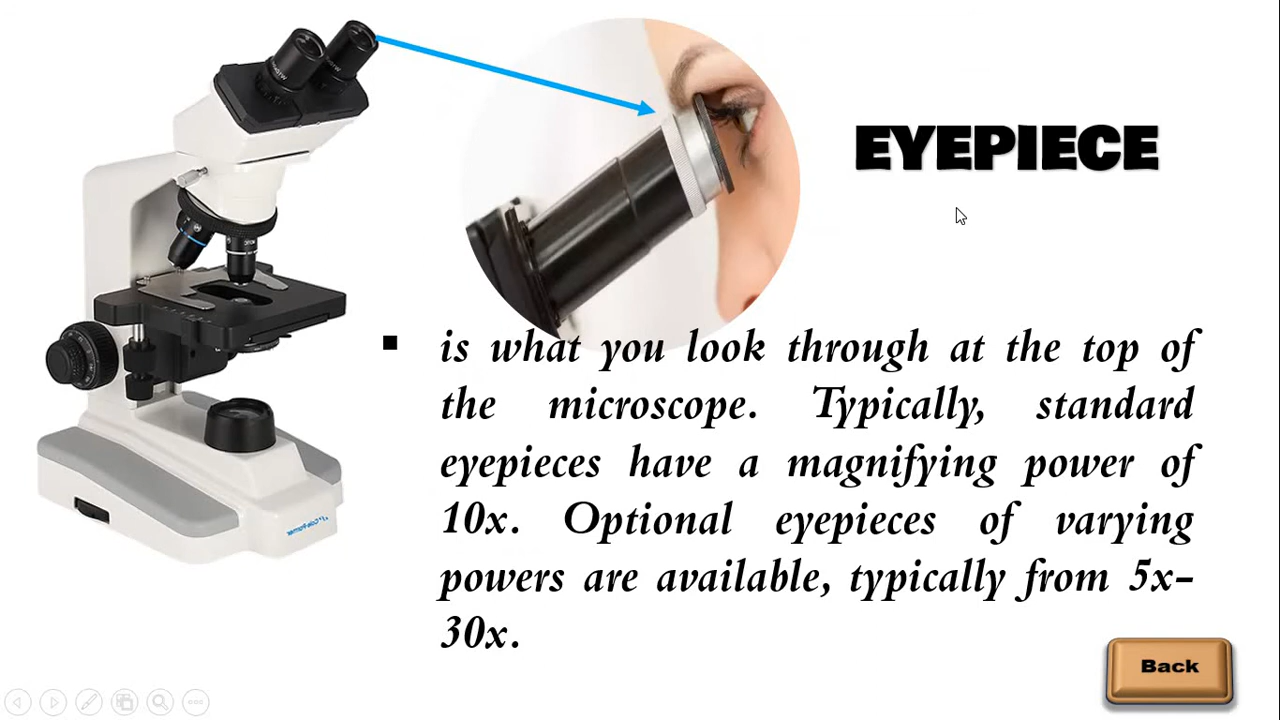 EYEPIECE
▪ is what you look through at the top of
the microscope. Typically, standard
eyepieces have a magnifying power of
10x. Optional eyepieces of varying
powers are available, typically from 5x–
30x.
Back